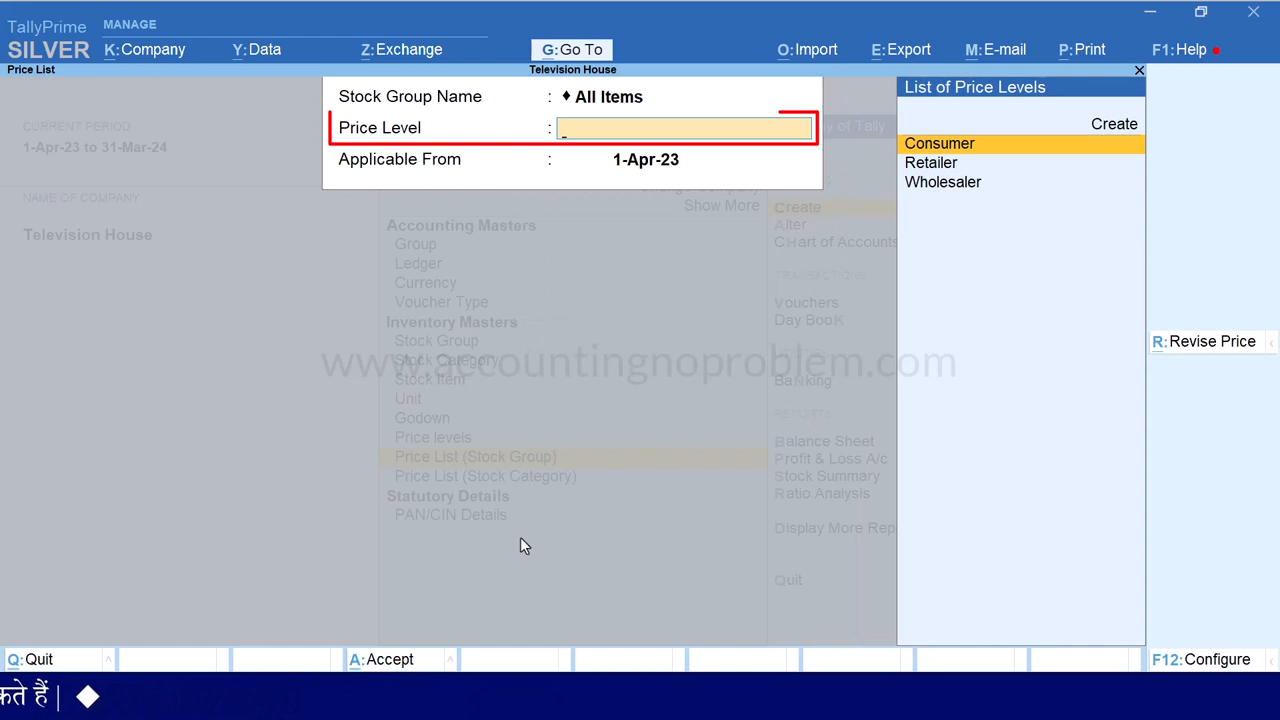 TallyPrime
MANAGE
SILVER
K:Company
Y:Data
Z:Exchange
G:Go To
O:Import
E:Export
M:E-mail
P:Print
F1:Help
Price List
Television House
CURRENT PERIOD
1-Apr-23 to 31-Mar-24
NAME OF COMPANY
Television House
Stock Group Name : ♦ All Items
Price Level :
Applicable From : 1-Apr-23
Show More
Accounting Masters
Group
Ledger
Currency
Voucher Type
Inventory Masters
Stock Group
Stock Category
Stock Item
Unit
Godown
Price levels
Price List (Stock Group)
Price List (Stock Category)
Statutory Details
PAN/CIN Details
of Tally
Create
Alter
CHart of Accounts
TRANSACTIONS
Vouchers
Day BooK
BaNking
REPORTS
Balance Sheet
Profit & Loss A/c
Stock Summary
Ratio Analysis
Display More Rep
Quit
List of Price Levels
Create
Consumer
Retailer
Wholesaler
R:Revise Price
www.accountingnoproblem.com
Q:Quit
A:Accept
F12:Configure
कते हैं | ◆